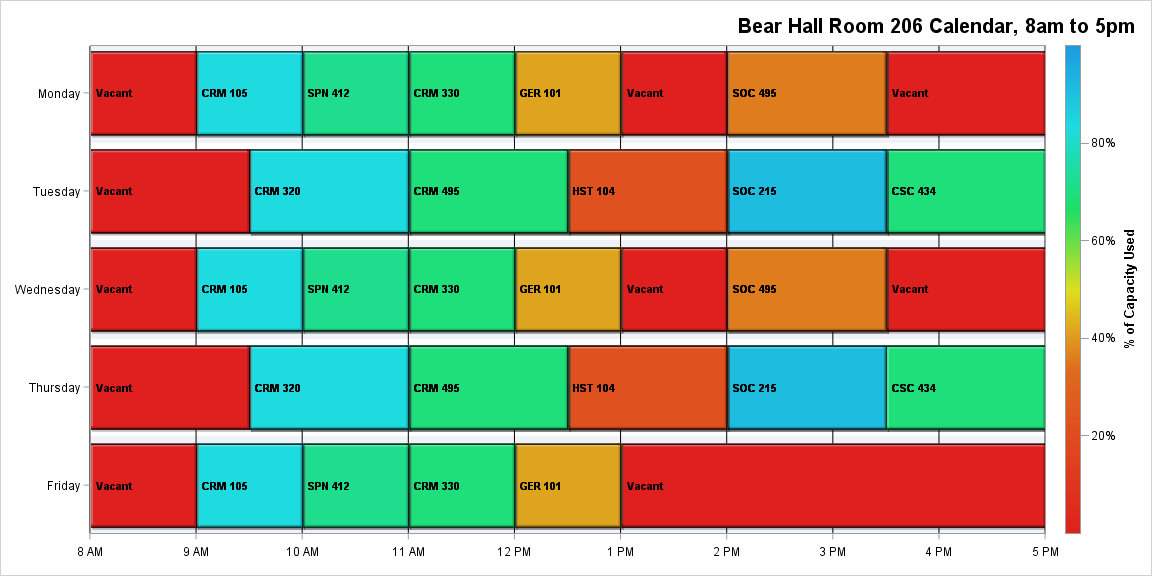 Bear Hall Room 206 Calendar, 8am to 5pm
Monday
Vacant
CRM 105
SPN 412
CRM 330
GER 101
Vacant
SOC 495
Vacant
Tuesday
Vacant
CRM 320
CRM 495
HST 104
SOC 215
CSC 434
Wednesday
Vacant
CRM 105
SPN 412
CRM 330
GER 101
Vacant
SOC 495
Vacant
Thursday
Vacant
CRM 320
CRM 495
HST 104
SOC 215
CSC 434
Friday
Vacant
CRM 105
SPN 412
CRM 330
GER 101
Vacant
8 AM
9 AM
10 AM
11 AM
12 PM
1 PM
2 PM
3 PM
4 PM
5 PM
80%
60%
40%
20%
% of Capacity Used